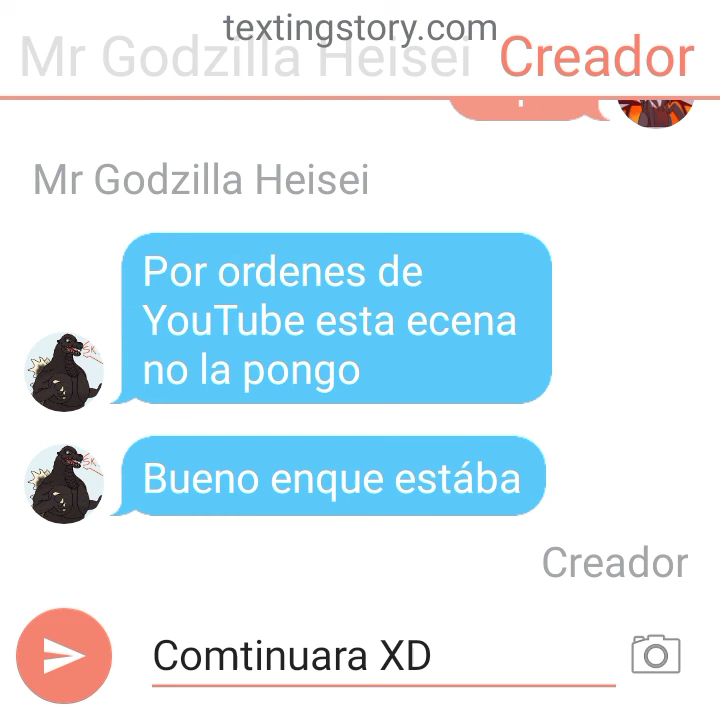 textingstory.com
Mr Godzilla Heisei Creador
Mr Godzilla Heisei
Por ordenes de
YouTube esta ecena
no la pongo
Bueno enque estába
Creador
Comtinuara XD